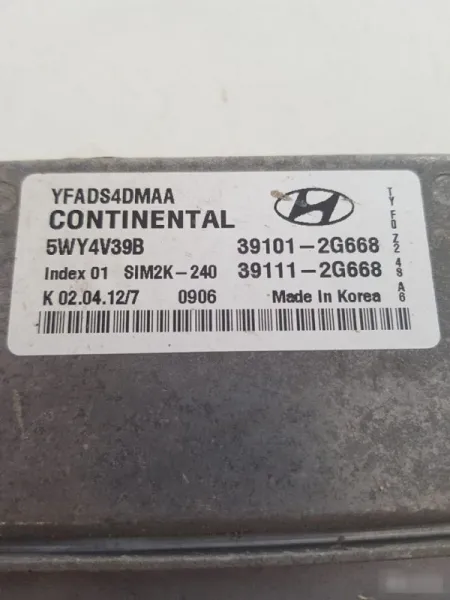 YFADS4DMAA
CONTINENTAL
5WY4V39B 39101-2G668
Index 01 SIM2K-240 39111-2G668
K 02.04.12/7 0906 Made in Korea
TYFQZ248A6